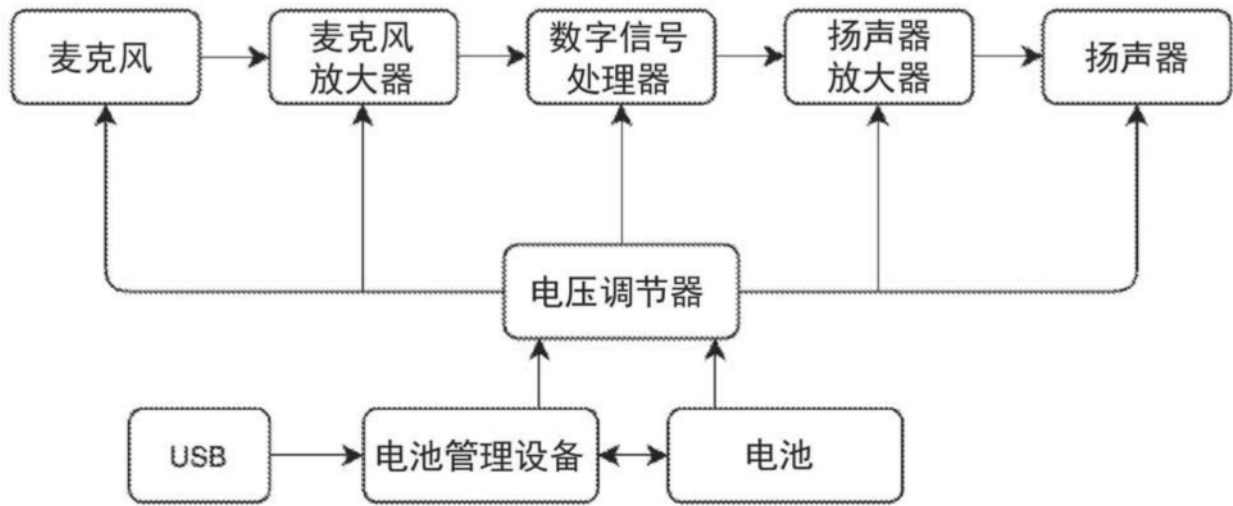 麦克风
麦克风
放大器
数字信号
处理器
扬声器
放大器
扬声器
电压调节器
USB
电池管理设备
电池